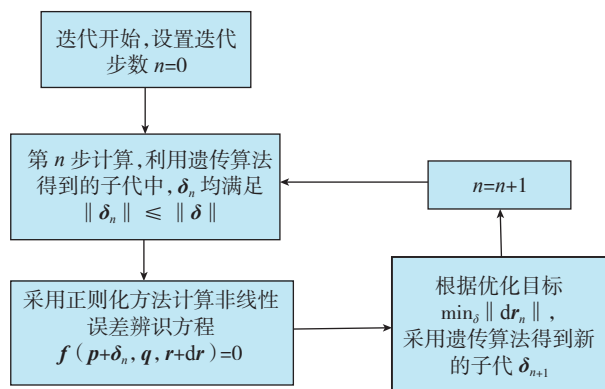 迭代开始,设置迭代
步数 n=0
第 n 步计算,利用遗传算法
得到的子代中,δn 均满足
‖δn‖ ≤ ‖δ‖
n=n+1
采用正则化方法计算非线性
误差辨识方程
f(p+δn, q, r+dr)=0
根据优化目标
minδ‖drn‖,
采用遗传算法得到新
的子代 δn+1